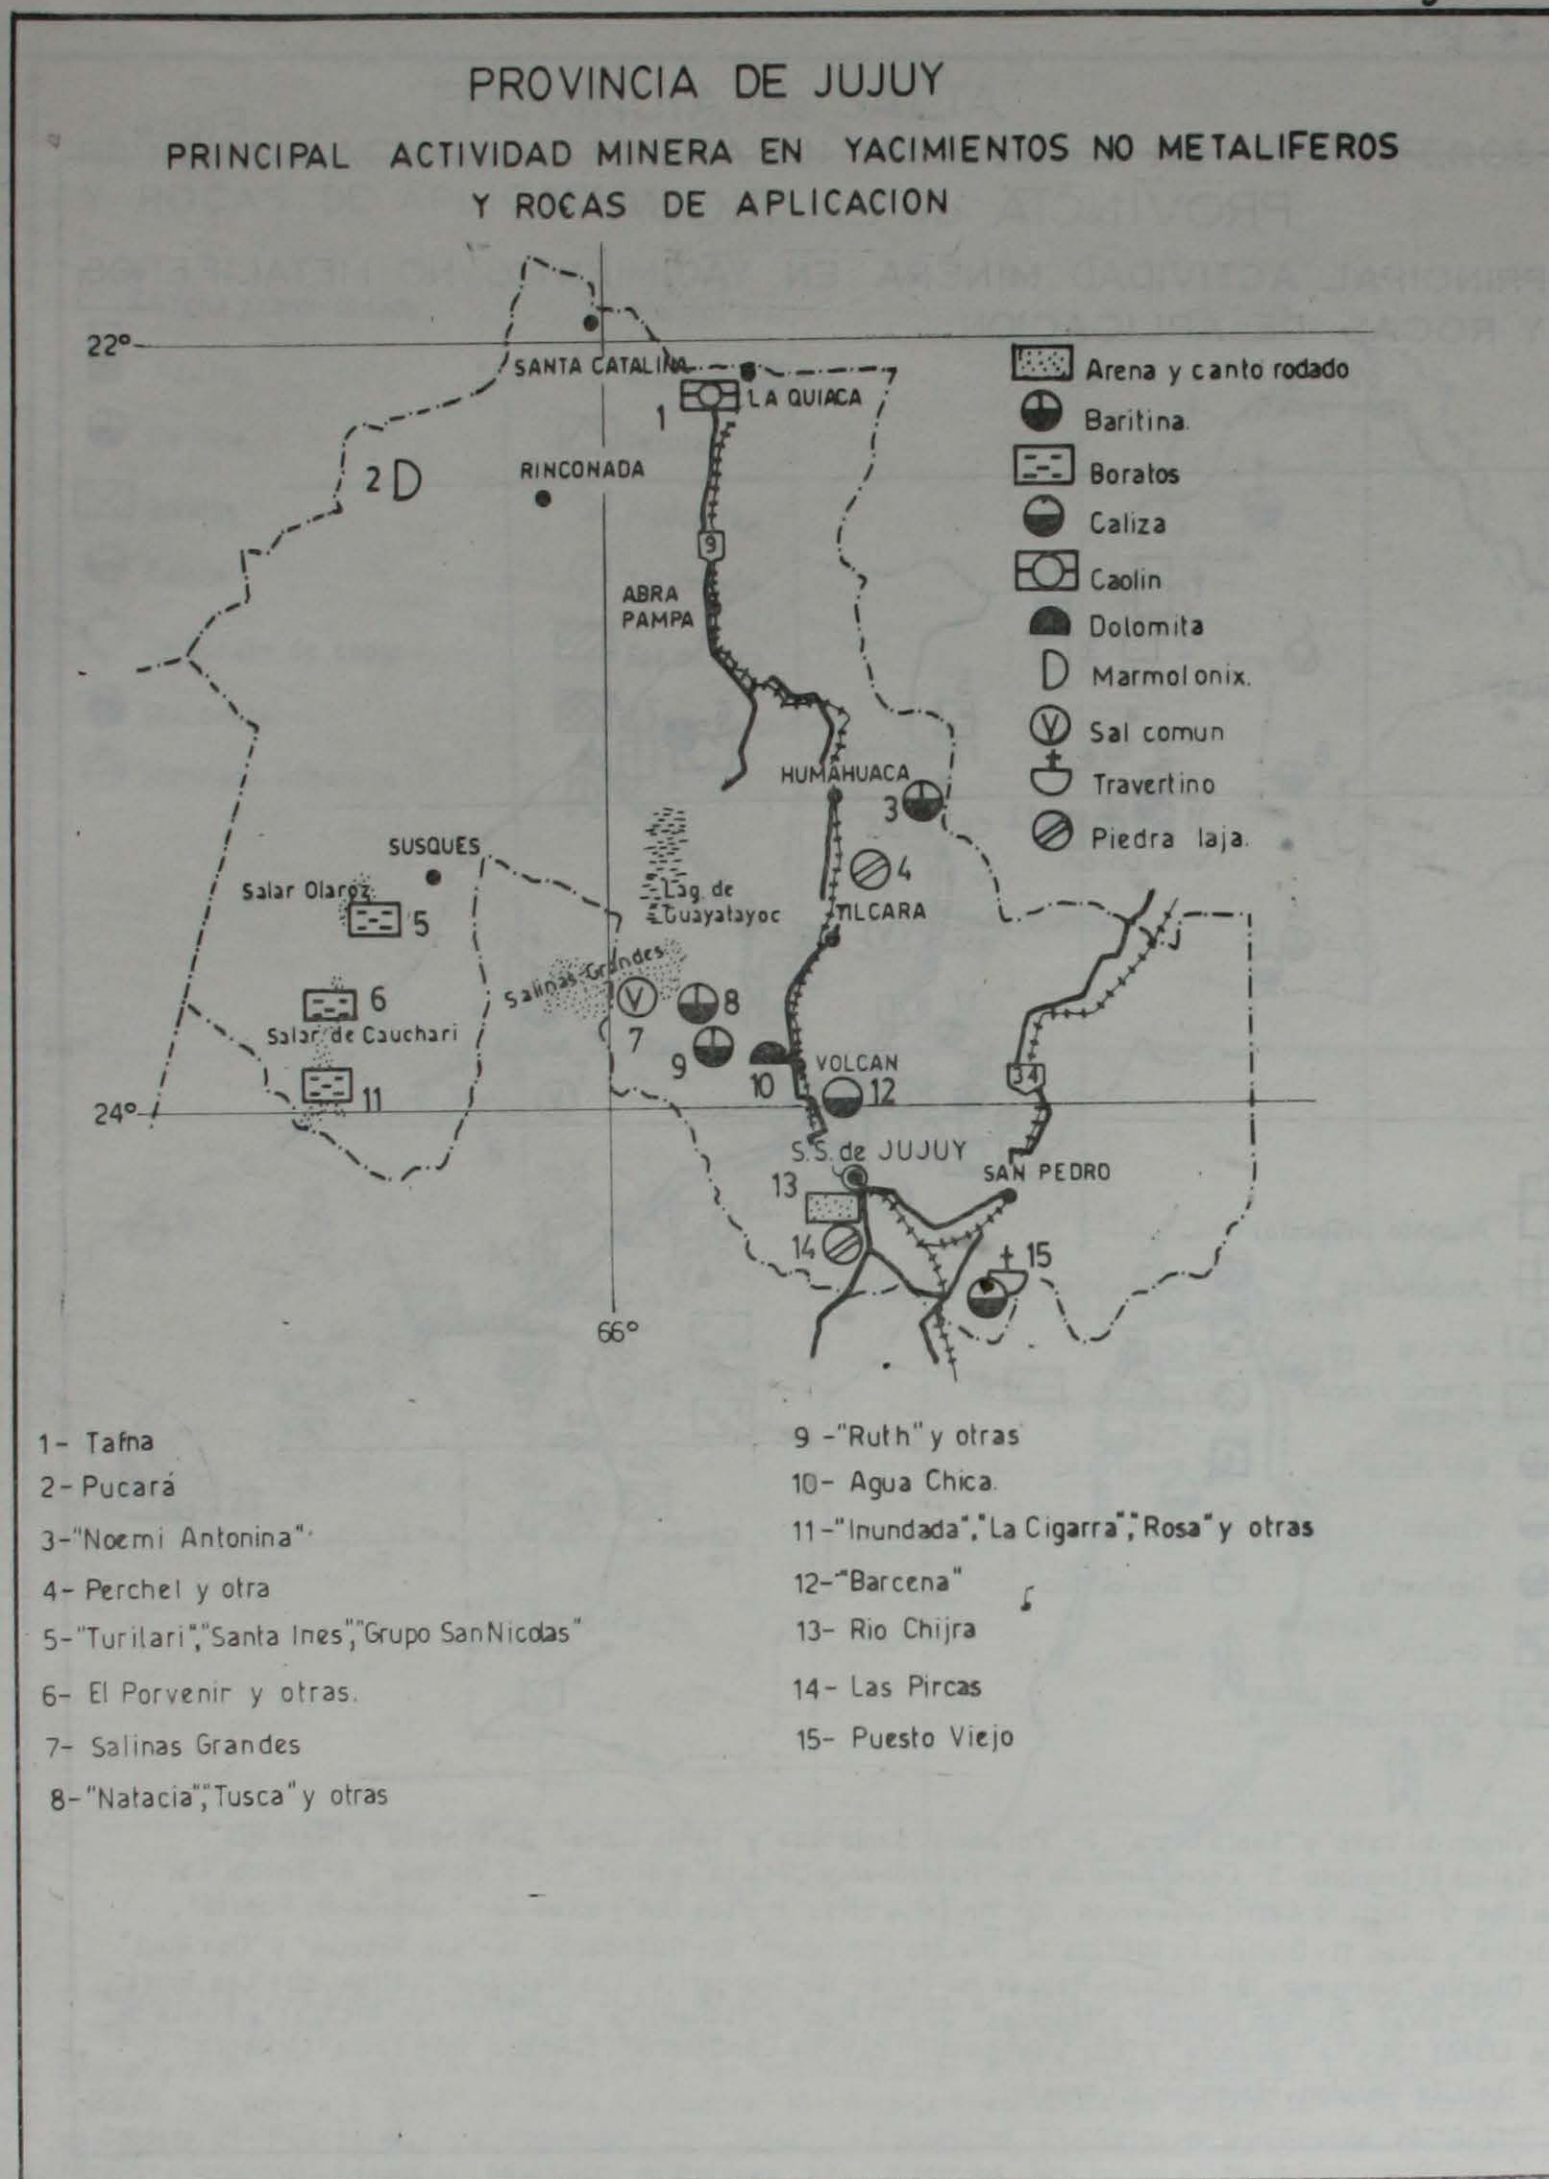 PROVINCIA DE JUJUY
PRINCIPAL ACTIVIDAD MINERA EN YACIMIENTOS NO METALIFEROS
Y ROCAS DE APLICACION
22°
SANTA CATALINA
LA QUIACA
1
2
RINCONADA
9
ABRA
PAMPA
HUMAHUACA
3
SUSQUES
4
Salar Olaroz
5
Lag. de
Guayatayoc
TILCARA
Salinas Grandes
6
Salar de Cauchari
7
8
9
10
VOLCAN
11
12
34
24°
S.S. de JUJUY
SAN PEDRO
13
14
15
66°
Arena y canto rodado
Baritina.
Boratos
Caliza
Caolin
Dolomita
Marmol onix.
V Sal comun
Travertino
Piedra laja.
V
1- Tafna
2- Pucará
3-"Noemi Antonina"
4- Perchel y otra
5-"Turilari","Santa Ines","Grupo San Nicolas"
6- El Porvenir y otras.
7- Salinas Grandes
8-"Natacia","Tusca" y otras
9 -"Ruth" y otras
10- Agua Chica.
11-"Inundada","La Cigarra","Rosa" y otras
12-"Barcena"
13- Rio Chijra
14- Las Pircas
15- Puesto Viejo